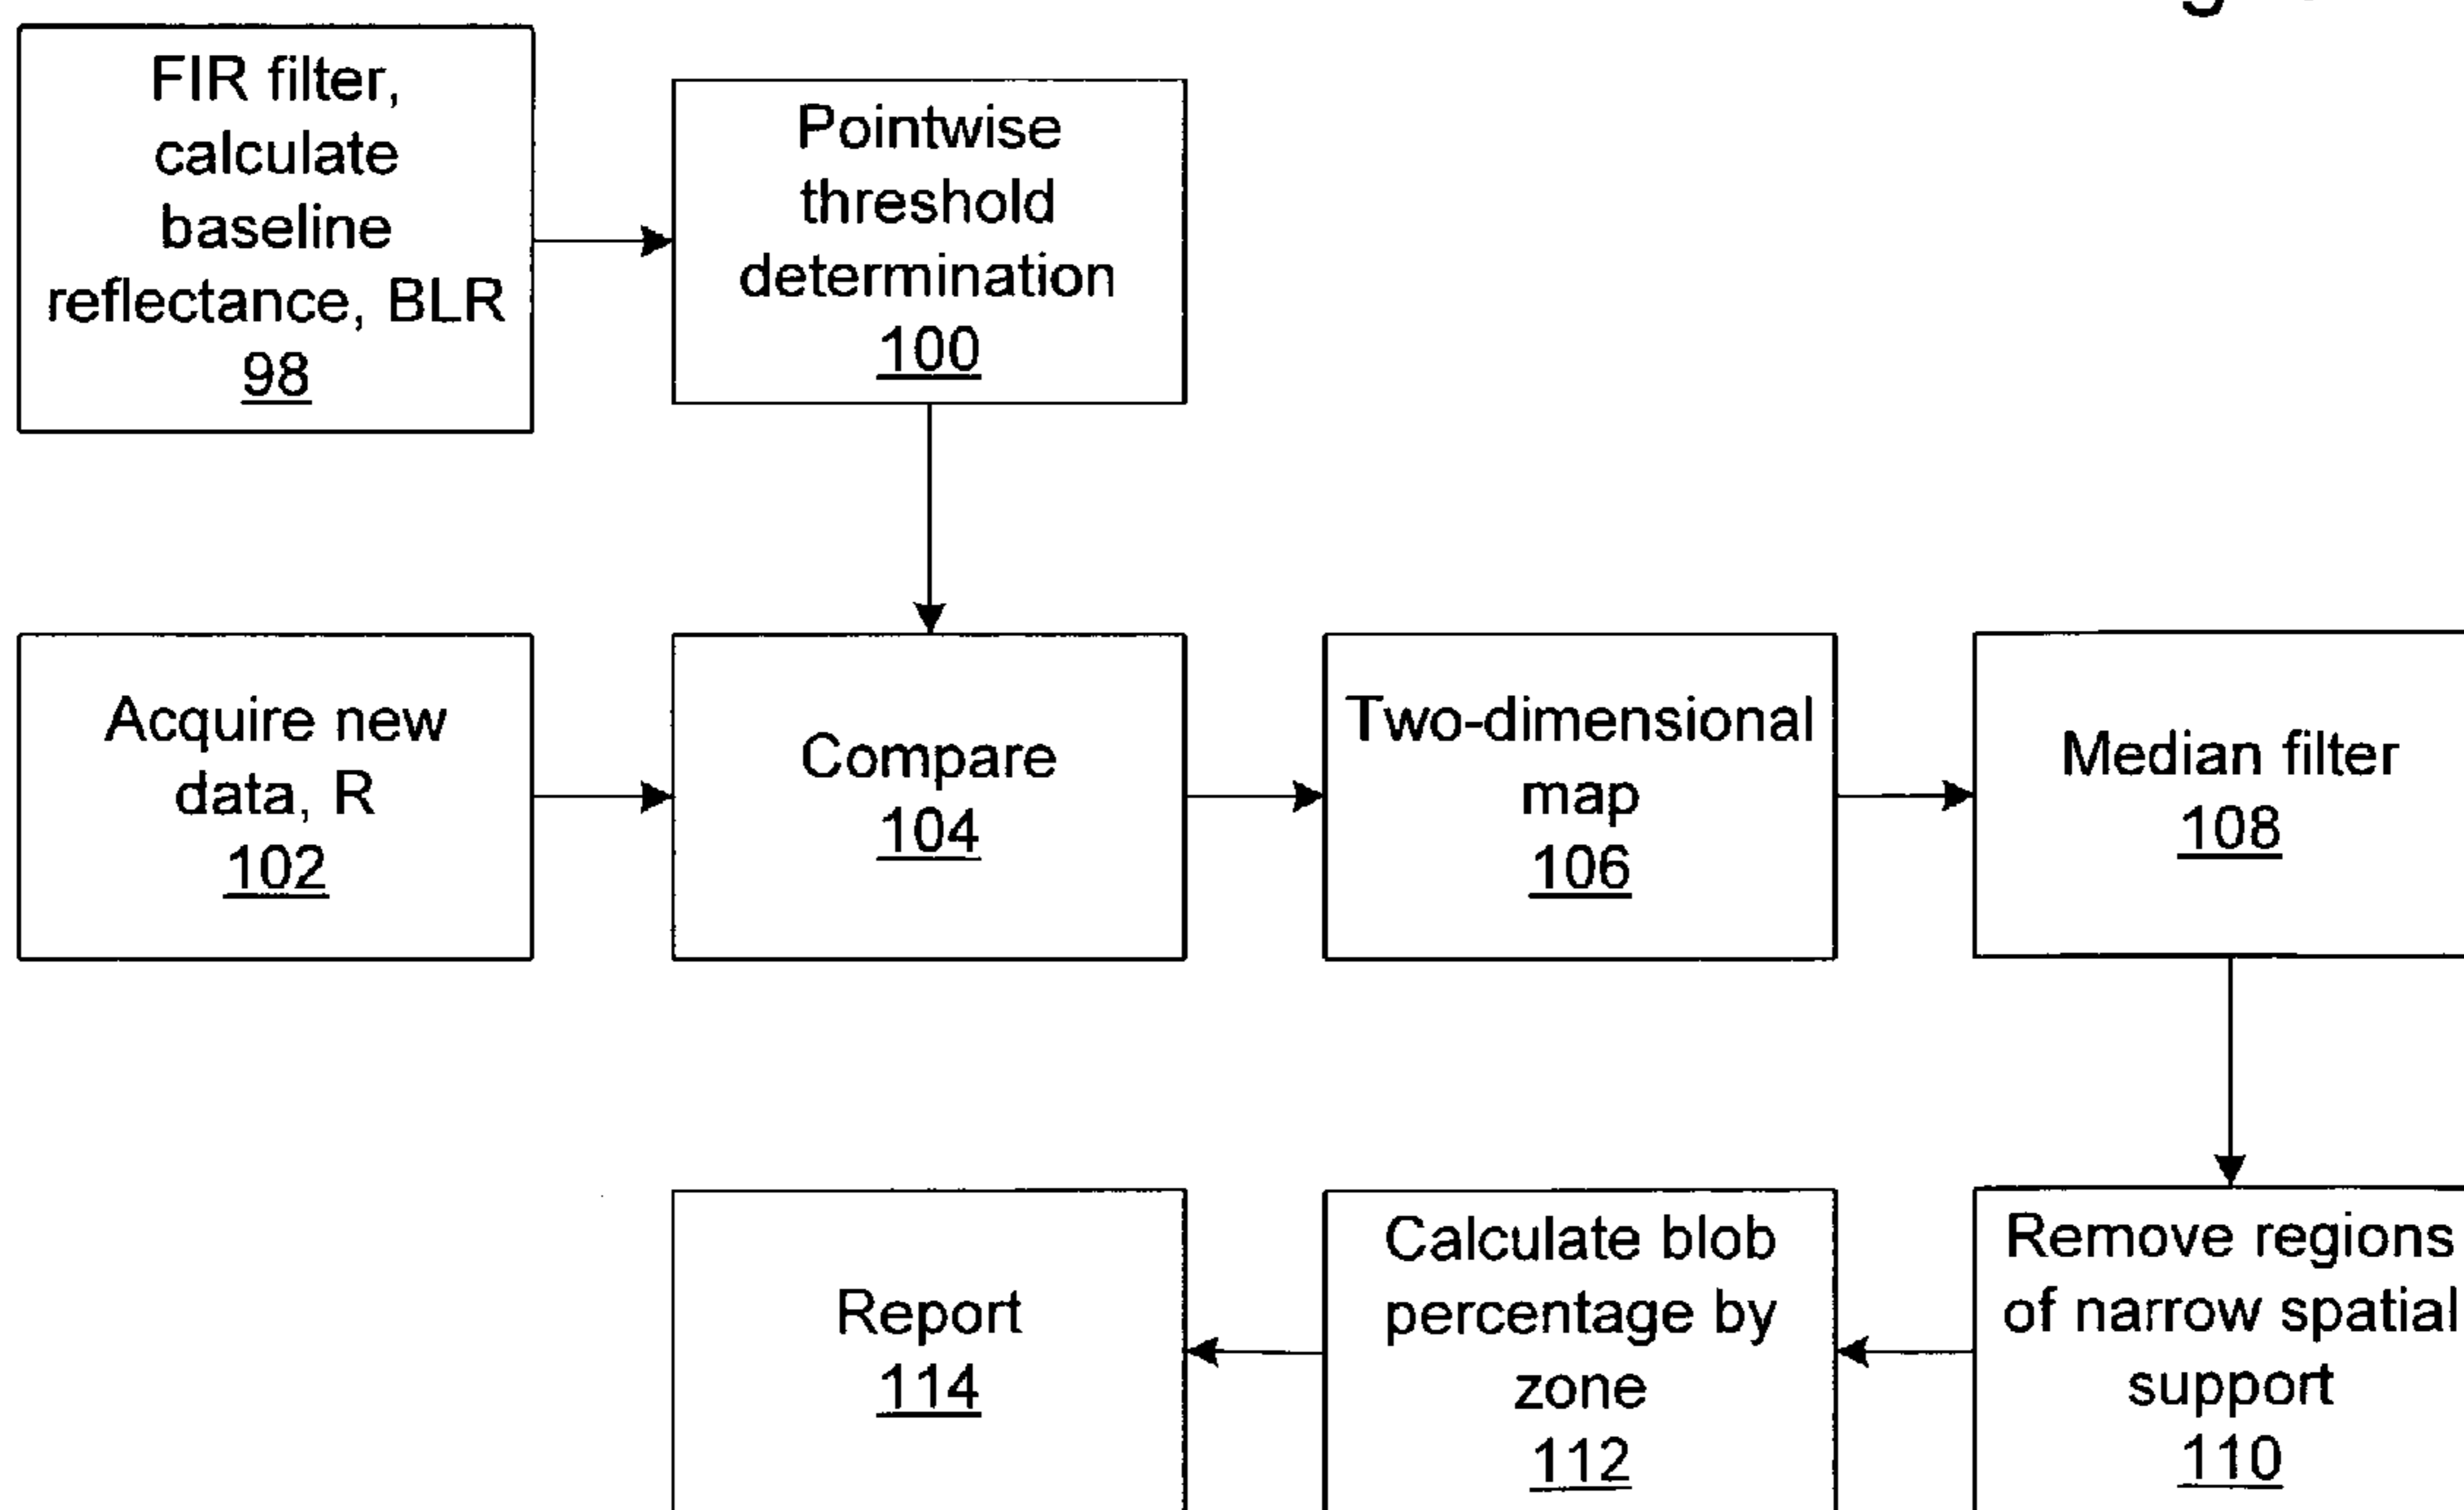 FIR filter,
calculate
baseline
reflectance, BLR
98
Pointwise
threshold
determination
100
Acquire new
data, R
102
Compare
104
Two-dimensional
map
106
Median filter
108
Report
114
Calculate blob
percentage by
zone
112
Remove regions
of narrow spatial
support
110